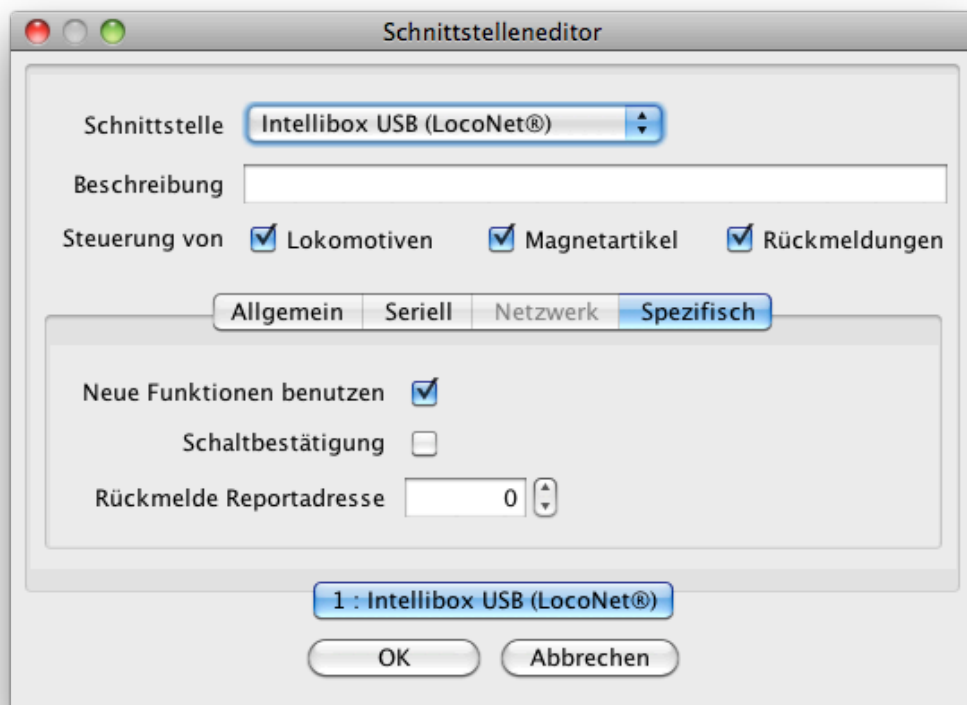 Schnittstelleneditor
Schnittstelle Intellibox USB (LocoNet®)
Beschreibung
Steuerung von Lokomotiven Magnetartikel Rückmeldungen
Allgemein Seriell Netzwerk Spezifisch
Neue Funktionen benutzen
Schaltbestätigung
Rückmelde Reportadresse 0
1 : Intellibox USB (LocoNet®)
OK Abbrechen